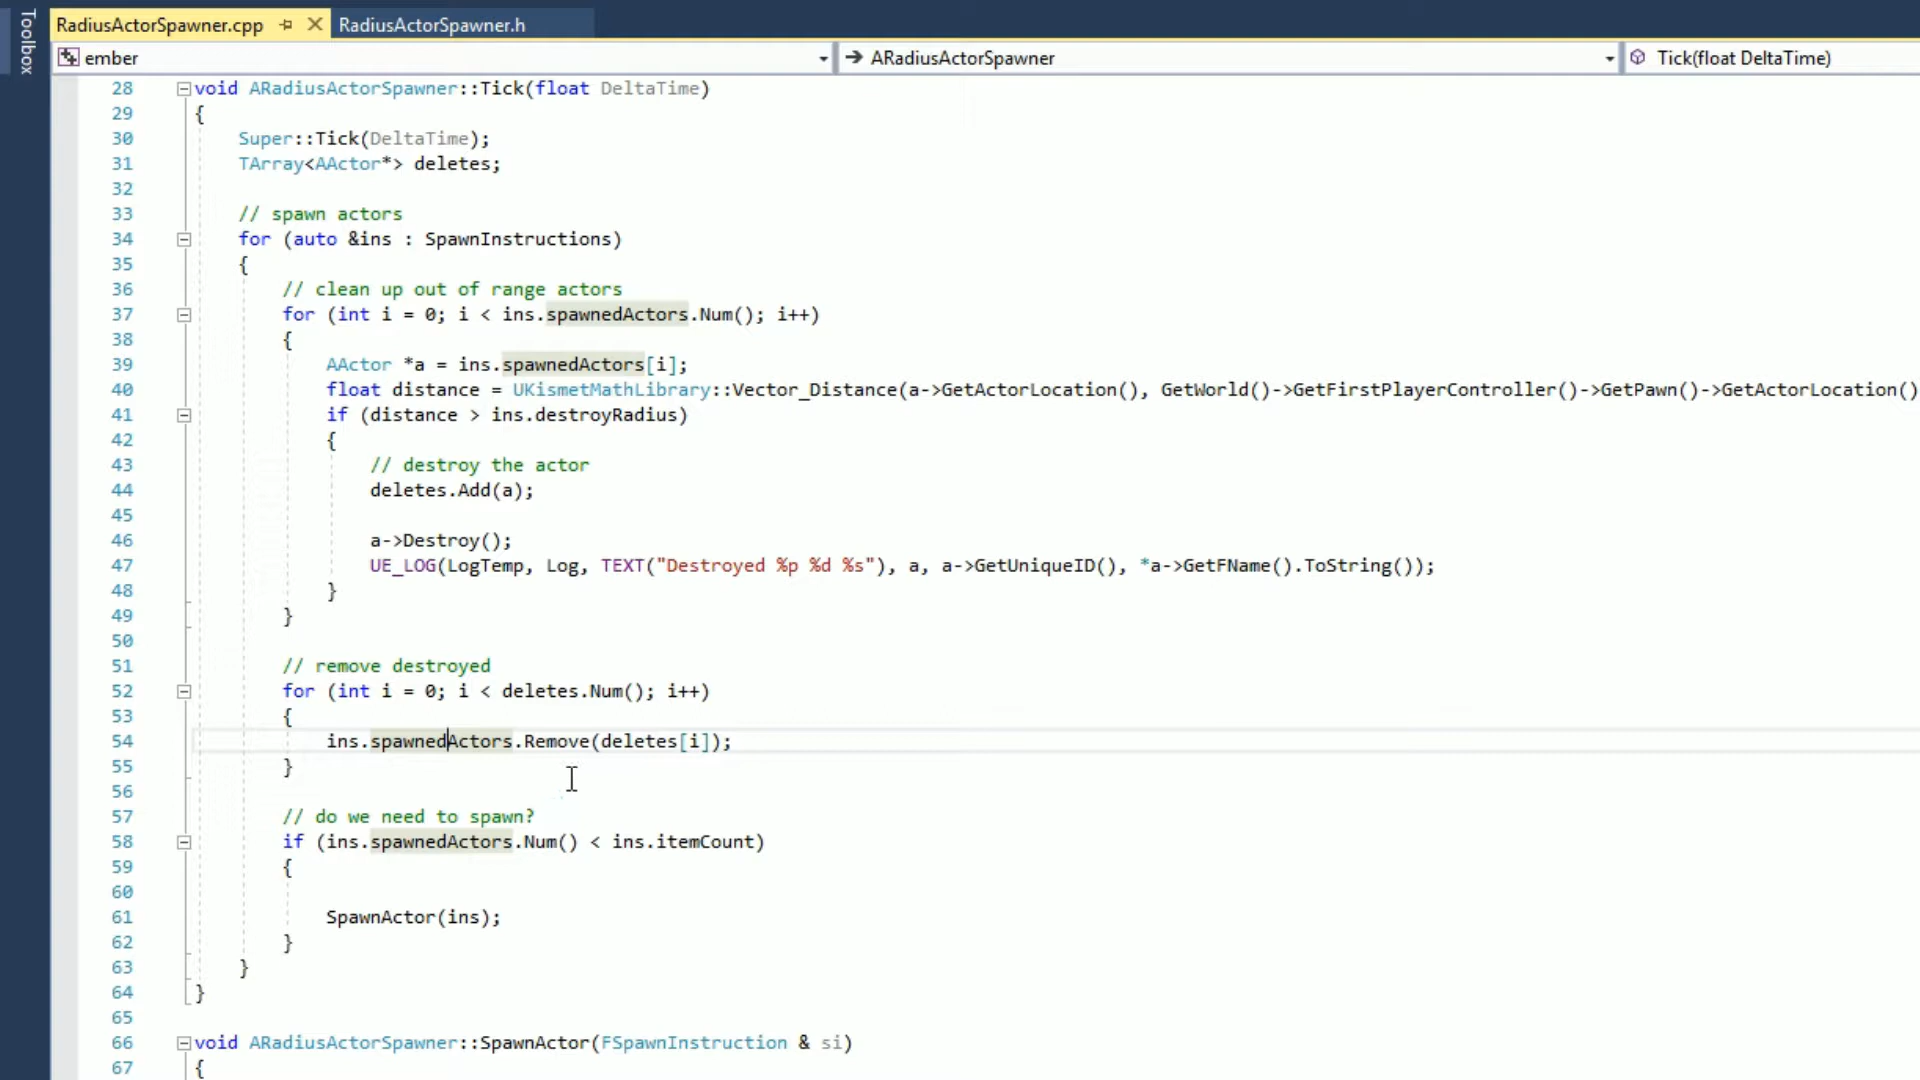 Toolbox
RadiusActorSpawner.cpp RadiusActorSpawner.h
ember ARadiusActorSpawner Tick(float DeltaTime)
28 void ARadiusActorSpawner::Tick(float DeltaTime)
29 {
30 Super::Tick(DeltaTime);
31 TArray<AActor*> deletes;
32
33 // spawn actors
34 for (auto &ins : SpawnInstructions)
35 {
36 // clean up out of range actors
37 for (int i = 0; i < ins.spawnedActors.Num(); i++)
38 {
39 AActor *a = ins.spawnedActors[i];
40 float distance = UKismetMathLibrary::Vector_Distance(a->GetActorLocation(), GetWorld()->GetFirstPlayerController()->GetPawn()->GetActorLocation()
41 if (distance > ins.destroyRadius)
42 {
43 // destroy the actor
44 deletes.Add(a);
45
46 a->Destroy();
47 UE_LOG(LogTemp, Log, TEXT("Destroyed %p %d %s"), a, a->GetUniqueID(), *a->GetFName().ToString());
48 }
49 }
50
51 // remove destroyed
52 for (int i = 0; i < deletes.Num(); i++)
53 {
54 ins.spawnedActors.Remove(deletes[i]);
55 }
56
57 // do we need to spawn?
58 if (ins.spawnedActors.Num() < ins.itemCount)
59 {
60
61 SpawnActor(ins);
62 }
63 }
64 }
65
66 void ARadiusActorSpawner::SpawnActor(FSpawnInstruction & si)
67 {